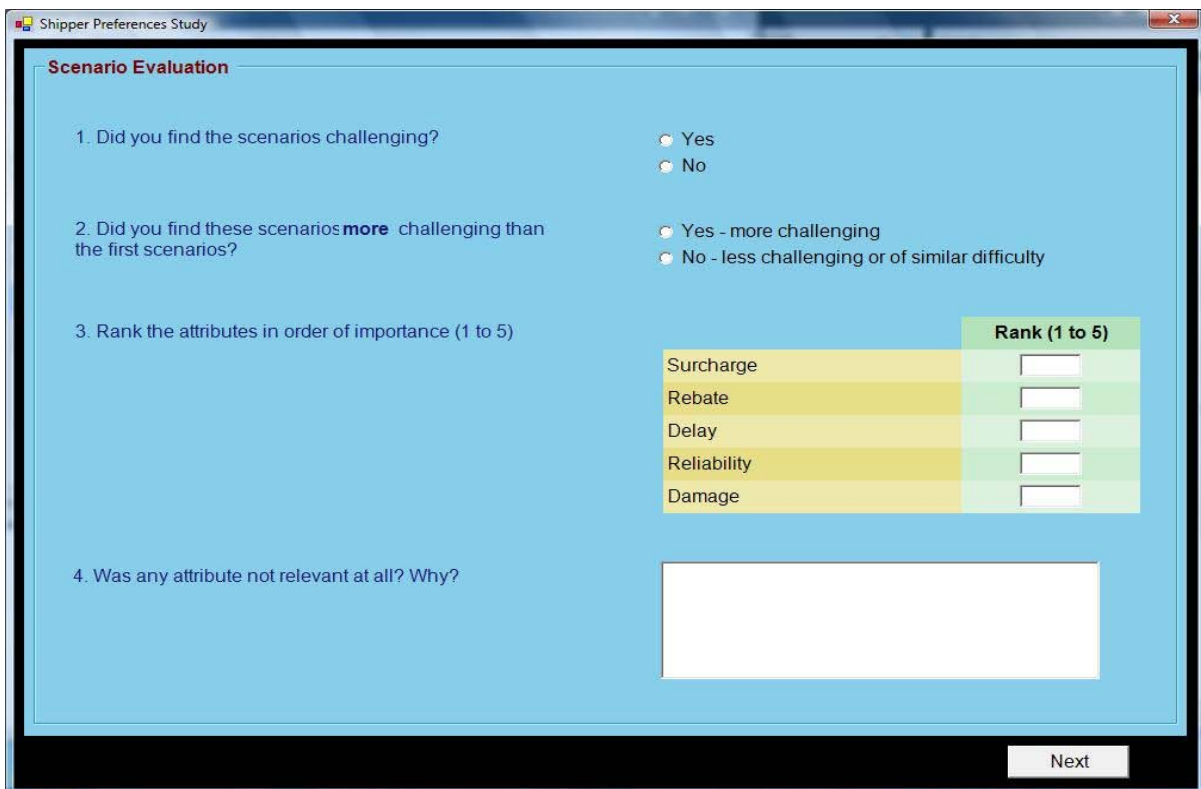 Shipper Preferences Study
Scenario Evaluation
1. Did you find the scenarios challenging?
Yes
No
2. Did you find these scenarios more challenging than
the first scenarios?
Yes - more challenging
No - less challenging or of similar difficulty
3. Rank the attributes in order of importance (1 to 5)
Rank (1 to 5)
Surcharge
Rebate
Delay
Reliability
Damage
4. Was any attribute not relevant at all? Why?
Next